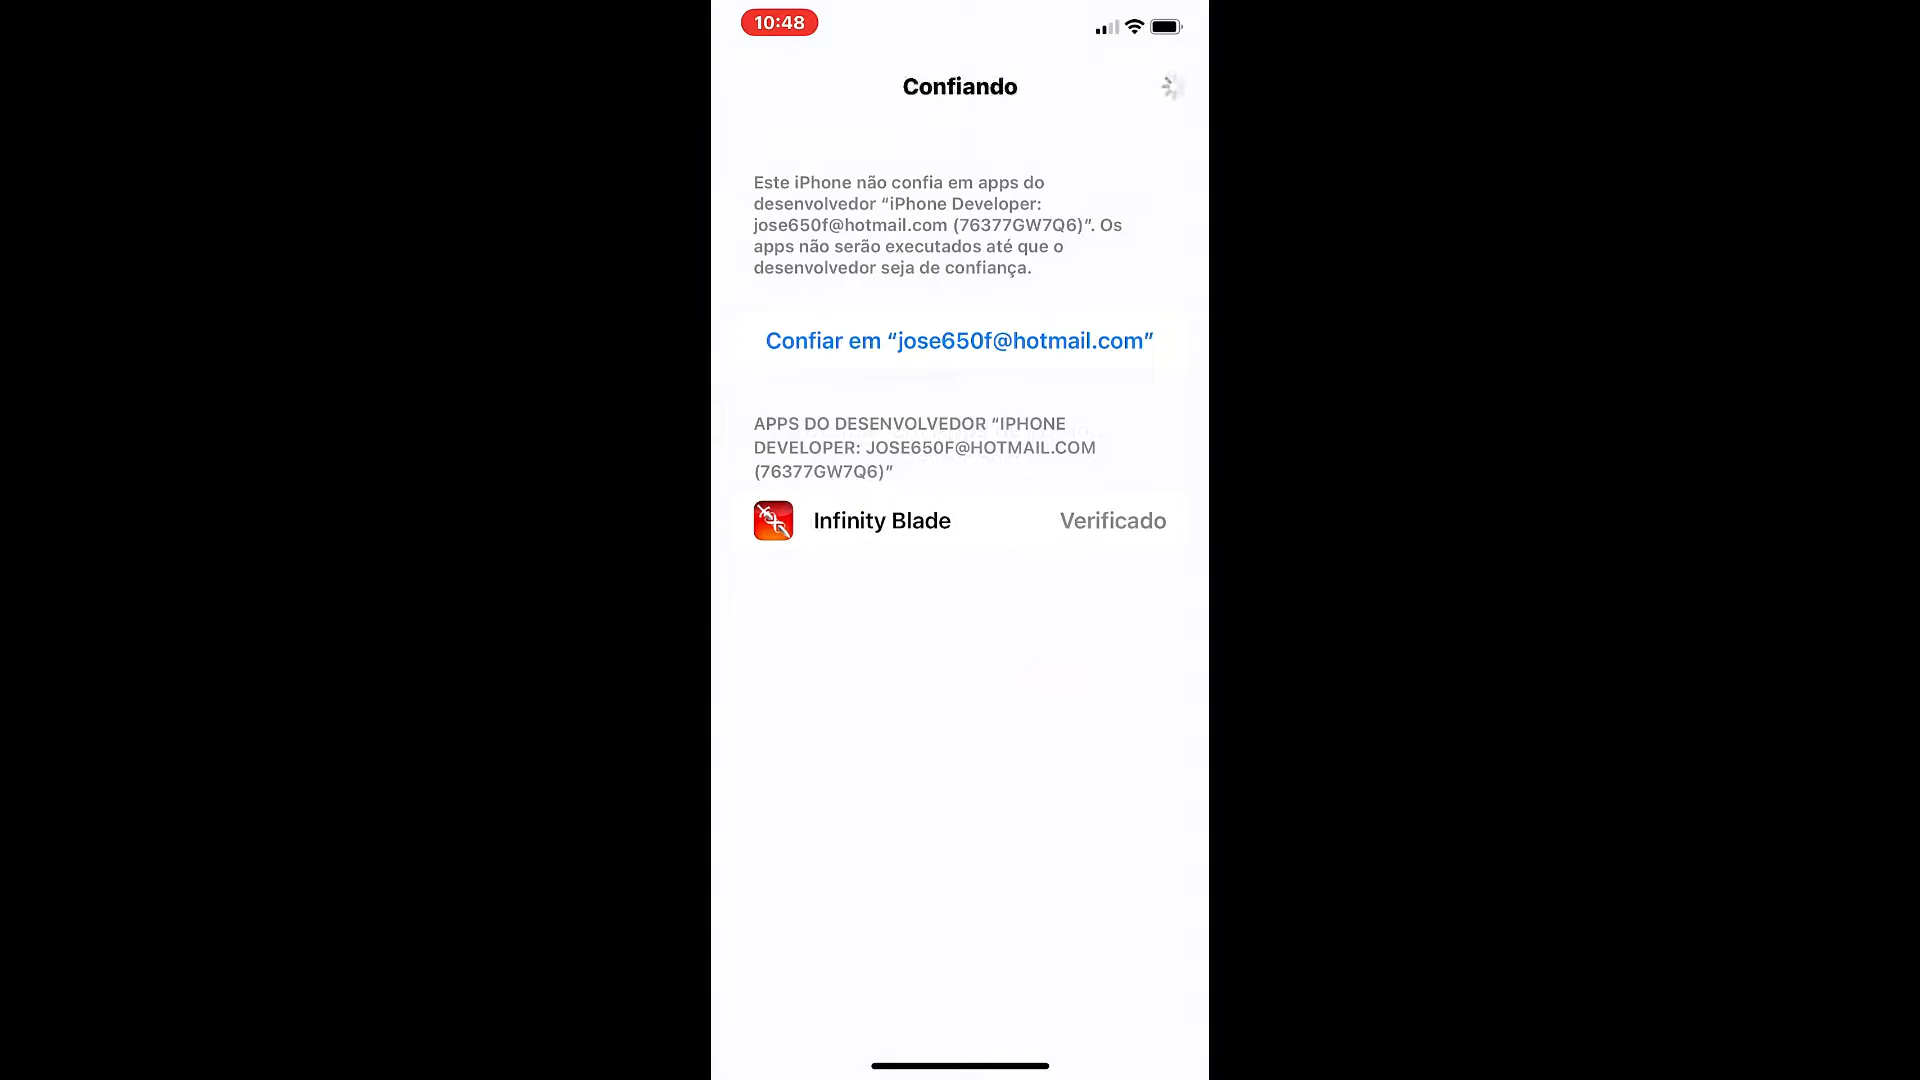 10:48
Confiando
Este iPhone não confia em apps do
desenvolvedor “iPhone Developer:
jose650f@hotmail.com (76377GW7Q6)”. Os
apps não serão executados até que o
desenvolvedor seja de confiança.
Confiar em “jose650f@hotmail.com”
APPS DO DESENVOLVEDOR “IPHONE
DEVELOPER: JOSE650F@HOTMAIL.COM
(76377GW7Q6)”
Infinity Blade Verificado